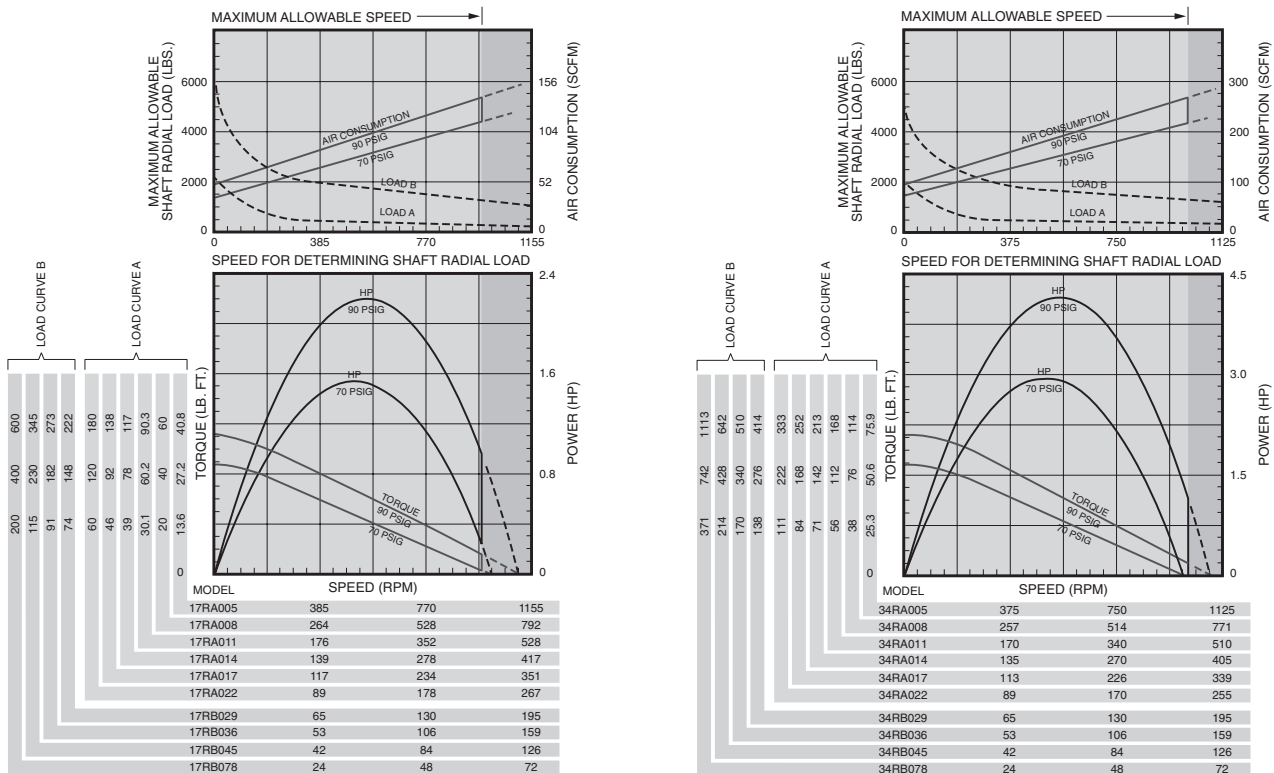 MAXIMUM ALLOWABLE SPEED
MAXIMUM ALLOWABLE
SHAFT RADIAL LOAD (LBS.)
6000
4000
2000
0
AIR CONSUMPTION
90 PSIG
70 PSIG
LOAD B
LOAD A
156
104
52
0
AIR CONSUMPTION (SCFM)
0 385 770 1155
SPEED FOR DETERMINING SHAFT RADIAL LOAD
LOAD CURVE B
LOAD CURVE A
600 345 273 222 180 138 117 90.3 60 40.8
400 230 182 148 120 92 78 60.2 40 27.2
200 115 91 74 60 46 39 30.1 20 13.6
0
TORQUE (LB. FT.)
HP
90 PSIG
HP
70 PSIG
TORQUE
90 PSIG
70 PSIG
2.4
1.6
0.8
0
POWER (HP)
MODEL SPEED (RPM)
17RA005 385 770 1155
17RA008 264 528 792
17RA011 176 352 528
17RA014 139 278 417
17RA017 117 234 351
17RA022 89 178 267
17RB029 65 130 195
17RB036 53 106 159
17RB045 42 84 126
17RB078 24 48 72
MAXIMUM ALLOWABLE SPEED
MAXIMUM ALLOWABLE
SHAFT RADIAL LOAD (LBS.)
6000
4000
2000
0
AIR CONSUMPTION
90 PSIG
70 PSIG
LOAD B
LOAD A
300
200
100
0
AIR CONSUMPTION (SCFM)
0 375 750 1125
SPEED FOR DETERMINING SHAFT RADIAL LOAD
LOAD CURVE B
LOAD CURVE A
1113 642 510 414 333 252 213 168 114 75.9
742 428 340 276 222 168 142 112 76 50.6
371 214 170 138 111 84 71 56 38 25.3
0
TORQUE (LB. FT.)
HP
90 PSIG
HP
70 PSIG
TORQUE
90 PSIG
70 PSIG
4.5
3.0
1.5
0
POWER (HP)
MODEL SPEED (RPM)
34RA005 375 750 1125
34RA008 257 514 771
34RA011 170 340 510
34RA014 135 270 405
34RA017 113 226 339
34RA022 89 170 255
34RB029 65 130 195
34RB036 53 106 159
34RB045 42 84 126
34RB078 24 48 72